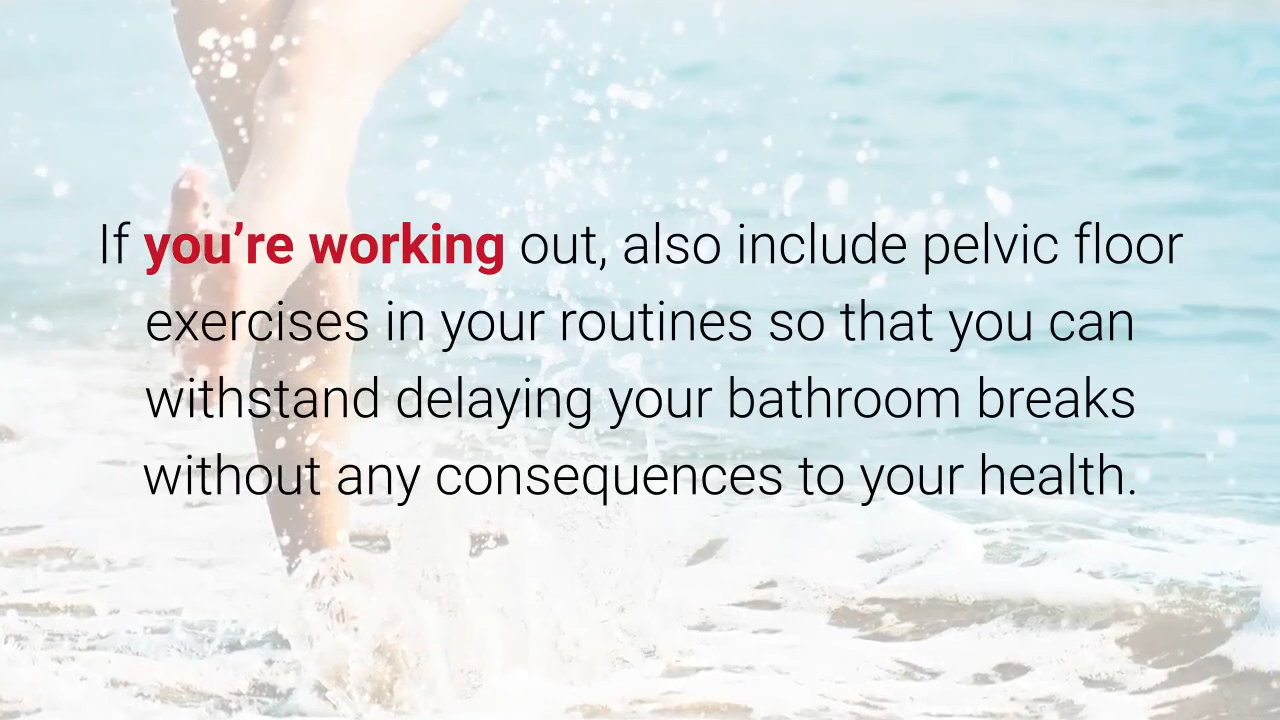 If you’re working out, also include pelvic floor
exercises in your routines so that you can
withstand delaying your bathroom breaks
without any consequences to your health.